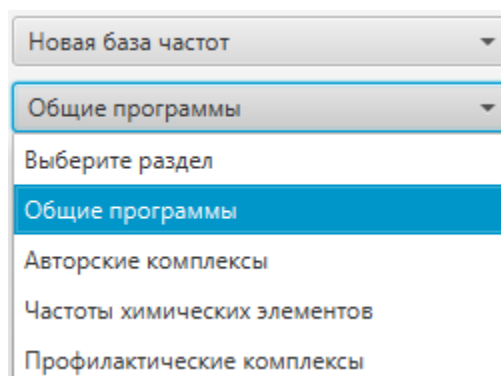 Новая база частот
Общие программы
Выберите раздел
Общие программы
Авторские комплексы
Частоты химических элементов
Профилактические комплексы